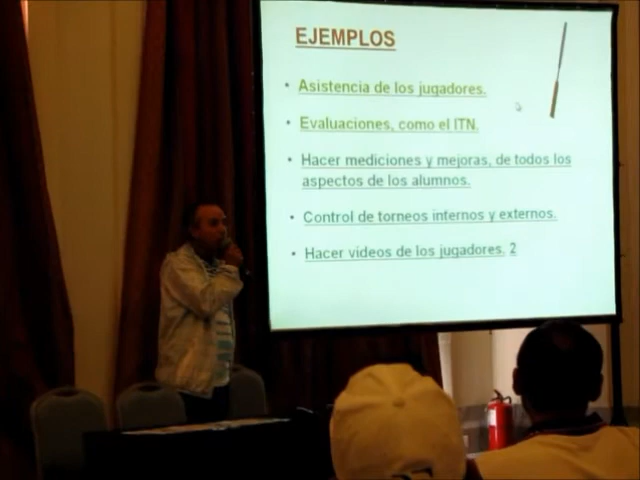 EJEMPLOS
• Asistencia de los jugadores.
• Evaluaciones, como el ITN.
• Hacer mediciones y mejoras, de todos los
aspectos de los alumnos.
• Control de torneos internos y externos.
• Hacer videos de los jugadores. 2